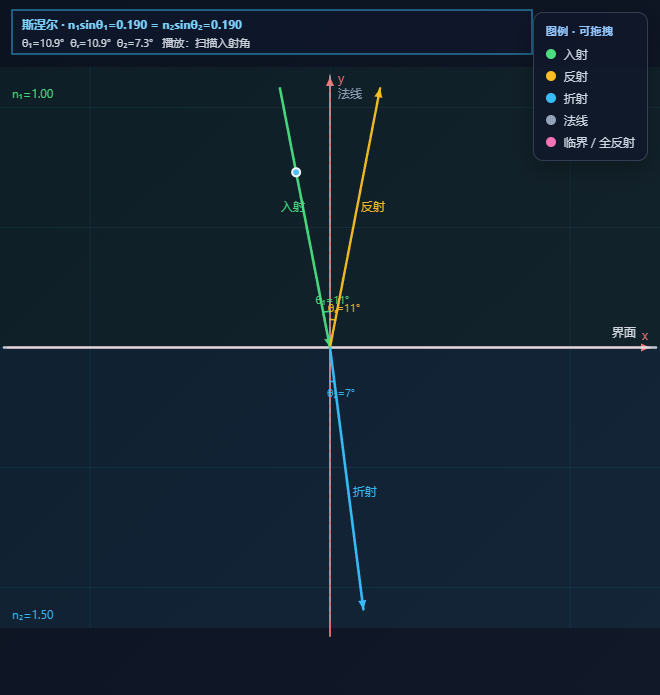 斯涅尔 · n₁sinθ₁=0.190 = n₂sinθ₂=0.190
θ₁=10.9° θᵣ=10.9° θ₂=7.3° 播放：扫描入射角
图例 · 可拖拽
入射
反射
折射
法线
临界 / 全反射
n₁=1.00
y
法线
入射
反射
θ₁=11°
θᵣ=11°
界面
x
θ₂=7°
折射
n₂=1.50